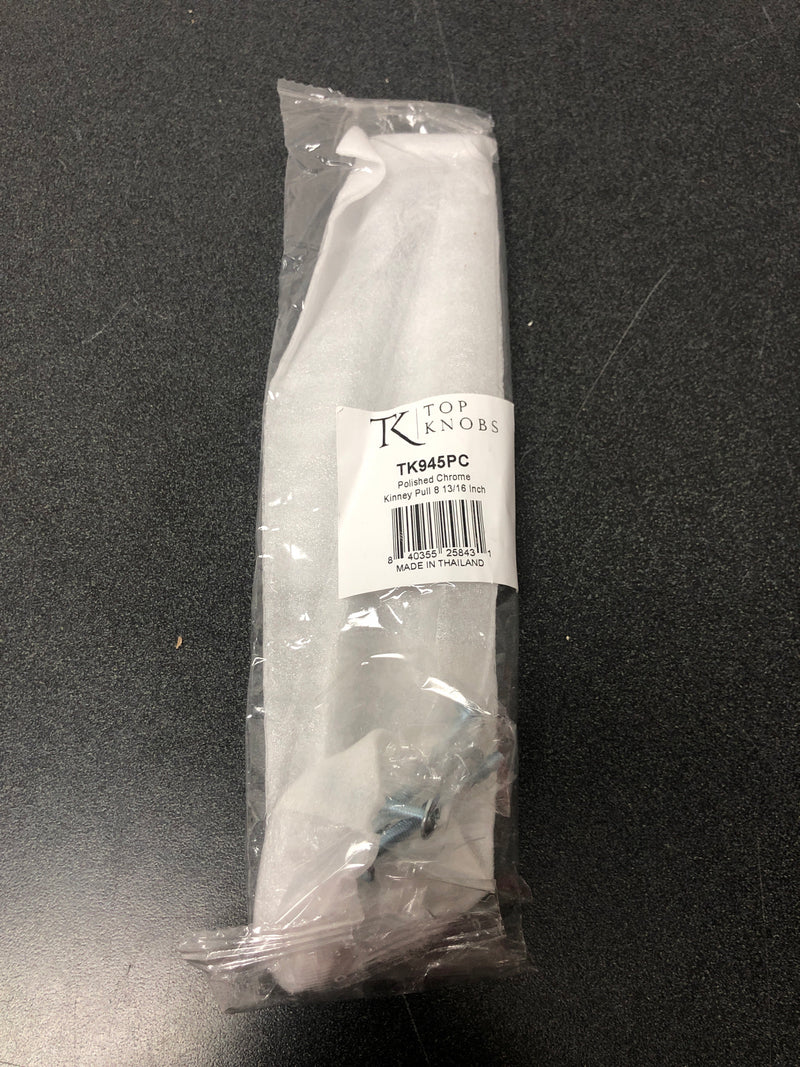 TK TOP
KNOBS
TK945PC
Polished Chrome
Kinney Pull 8 13/16 Inch
8 40355 25843 1
MADE IN THAILAND